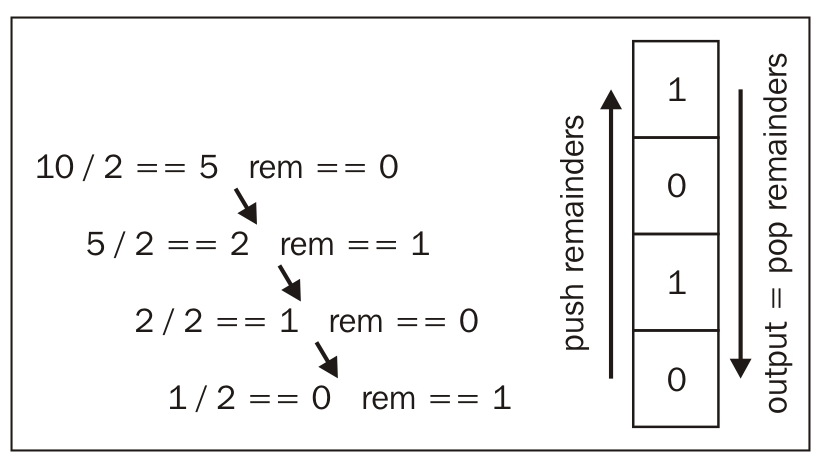 10 / 2 == 5 rem == 0
5 / 2 == 2 rem == 1
2 / 2 == 1 rem == 0
1 / 2 == 0 rem == 1
push remainders
1
0
1
0
output = pop remainders